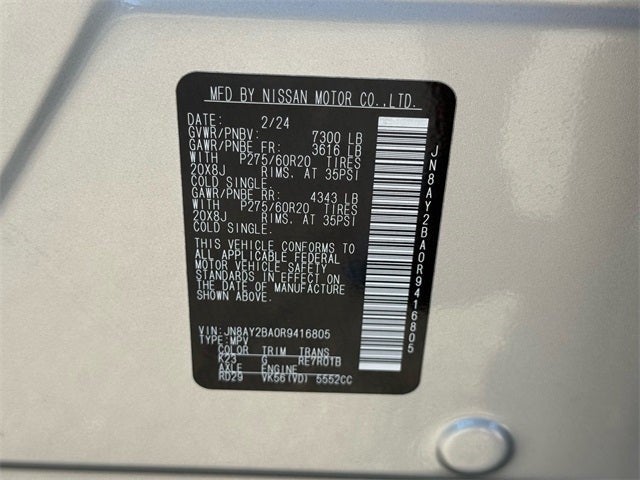 MFD BY NISSAN MOTOR CO.,LTD.
DATE: 2/24
GVWR/PNBV: 7300 LB
GAWR/PNBE FR: 3616 LB
WITH P275/60R20 TIRES
20X8J RIMS. AT 35PSI
COLD SINGLE.
GAWR/PNBE RR: 4343 LB
WITH P275/60R20 TIRES
20X8J RIMS. AT 35PSI
COLD SINGLE.
THIS VEHICLE CONFORMS TO
ALL APPLICABLE FEDERAL
MOTOR VEHICLE SAFETY
STANDARDS IN EFFECT ON
THE DATE OF MANUFACTURE
SHOWN ABOVE.
VIN:JN8AY2BA0R9416805
TYPE:MPV
COLOR TRIM TRANS
K23 G RE7R01B
AXLE ENGINE
RD29 VK56(VD) 5552CC
JN8AY2BA0R9416805